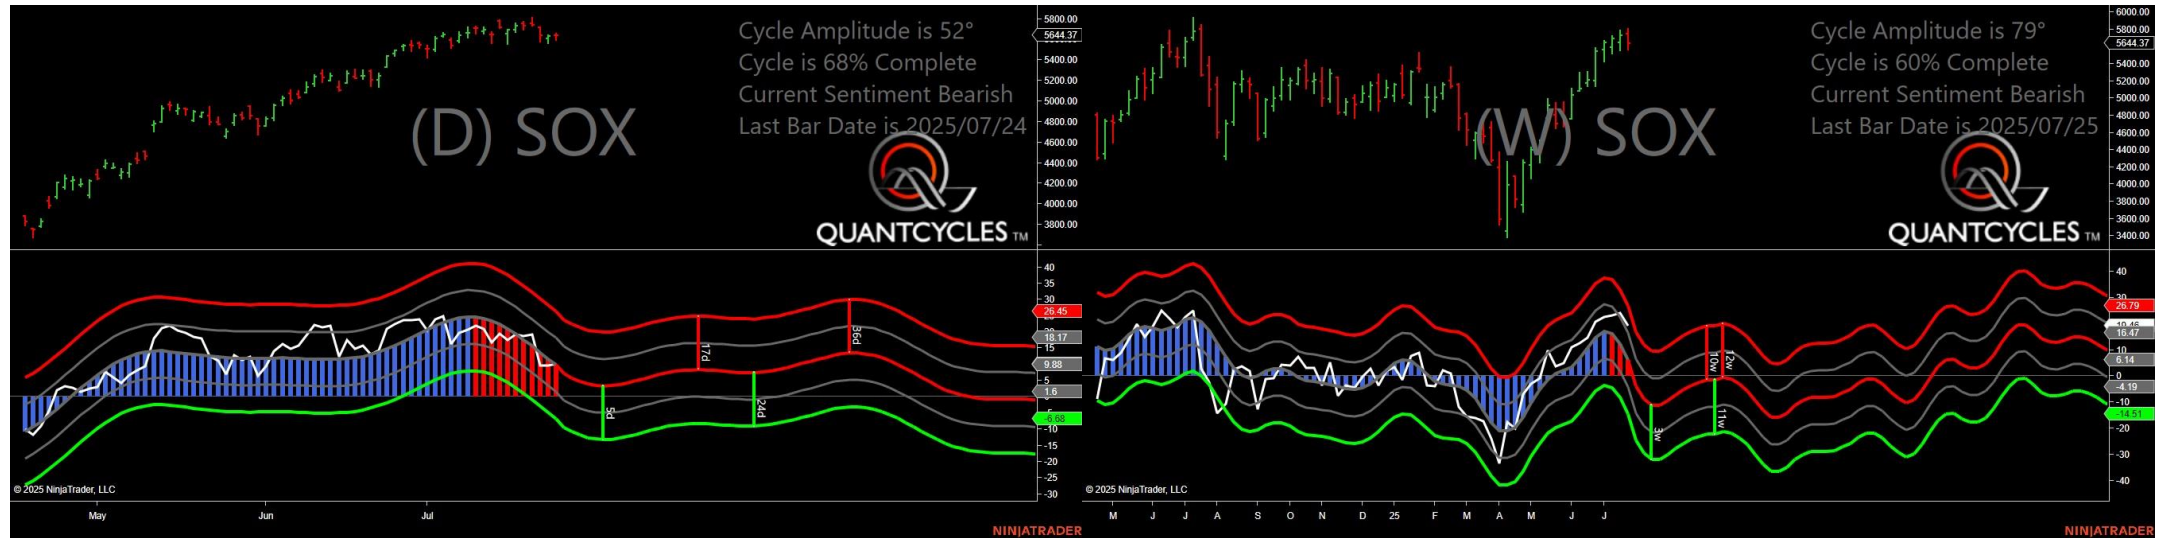 Cycle Amplitude is 52°
Cycle is 68% Complete
Current Sentiment Bearish
Last Bar Date is 2025/07/24
(D) SOX
QUANTCYCLES TM
5800.00
5644.37
5400.00
5200.00
5000.00
4800.00
4600.00
4400.00
4200.00
4000.00
3800.00
40
35
30
26.45
18.17
15
9.88
5
1.6
-6.68
-10
-15
-20
-25
-30
5d
17d
24d
36d
© 2025 NinjaTrader, LLC
May
Jun
Jul
NINJATRADER
Cycle Amplitude is 79°
Cycle is 60% Complete
Current Sentiment Bearish
Last Bar Date is 2025/07/25
(W) SOX
QUANTCYCLES TM
6000.00
5800.00
5644.37
5400.00
5200.00
5000.00
4800.00
4600.00
4400.00
4200.00
4000.00
3800.00
3600.00
3400.00
40
30
26.79
16.47
10
6.14
0
-4.19
-10
-14.51
-20
-30
-40
3w
10w
11w
12w
© 2025 NinjaTrader, LLC
M J J A S O N D 25 F M A M J J
NINJATRADER